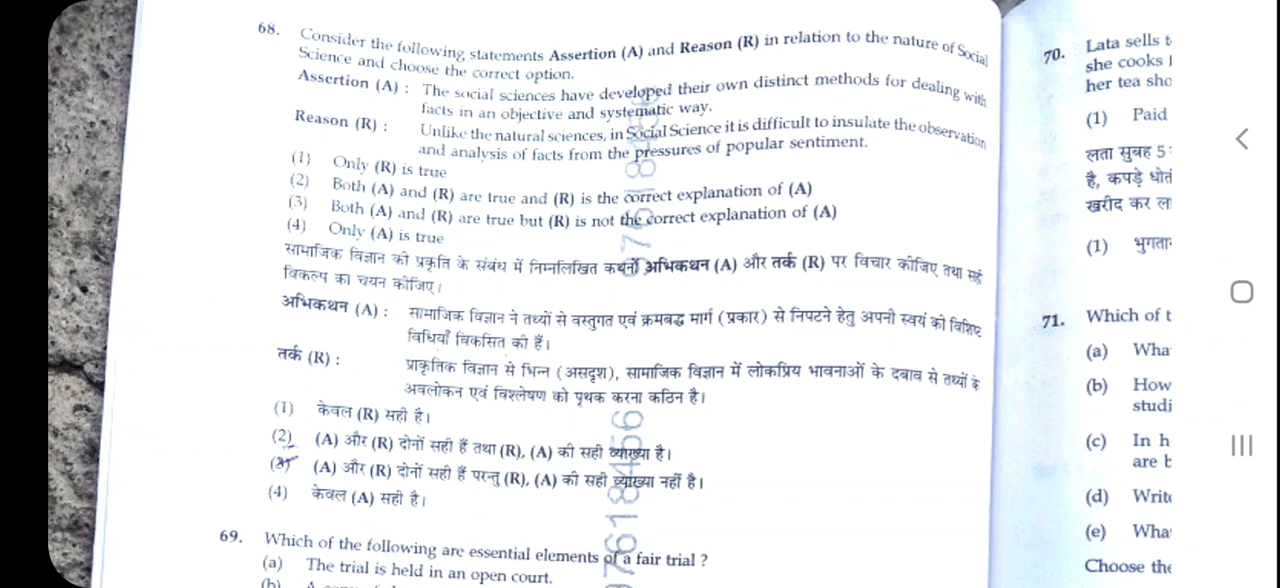 68. Consider the following statements Assertion (A) and Reason (R) in relation to the nature of Social
Science and choose the correct option.
Assertion (A) : The social sciences have developed their own distinct methods for dealing with
facts in an objective and systematic way.
Reason (R) : Unlike the natural sciences, in Social Science it is difficult to insulate the observation
and analysis of facts from the pressures of popular sentiment.
(1) Only (R) is true
(2) Both (A) and (R) are true and (R) is the correct explanation of (A)
(3) Both (A) and (R) are true but (R) is not the correct explanation of (A)
(4) Only (A) is true
सामाजिक विज्ञान की प्रकृति के संबंध में निम्नलिखित कथनों अभिकथन (A) और तर्क (R) पर विचार कीजिए तथा सही
विकल्प का चयन कीजिए।
अभिकथन (A) : सामाजिक विज्ञान ने तथ्यों से वस्तुगत एवं क्रमबद्ध मार्ग (प्रकार) से निपटने हेतु अपनी स्वयं की विशिष्ट
विधियाँ विकसित की हैं।
तर्क (R) : प्राकृतिक विज्ञान से भिन्न (असदृश), सामाजिक विज्ञान में लोकप्रिय भावनाओं के दबाव से तथ्यों के
अवलोकन एवं विश्लेषण को पृथक करना कठिन है।
(1) केवल (R) सही है।
(2) (A) और (R) दोनों सही हैं तथा (R), (A) की सही व्याख्या है।
(3) (A) और (R) दोनों सही हैं परन्तु (R), (A) की सही व्याख्या नहीं है।
(4) केवल (A) सही है।
69. Which of the following are essential elements of a fair trial ?
(a) The trial is held in an open court.
(b)
70. Lata sells t
she cooks
her tea sho
(1) Paid
लता सुबह 5
है, कपड़े धोत
खरीद कर ला
(1) भुगता
71. Which of t
(a) Wha
(b) How
studi
(c) In h
are b
(d) Write
(e) Wha
Choose the